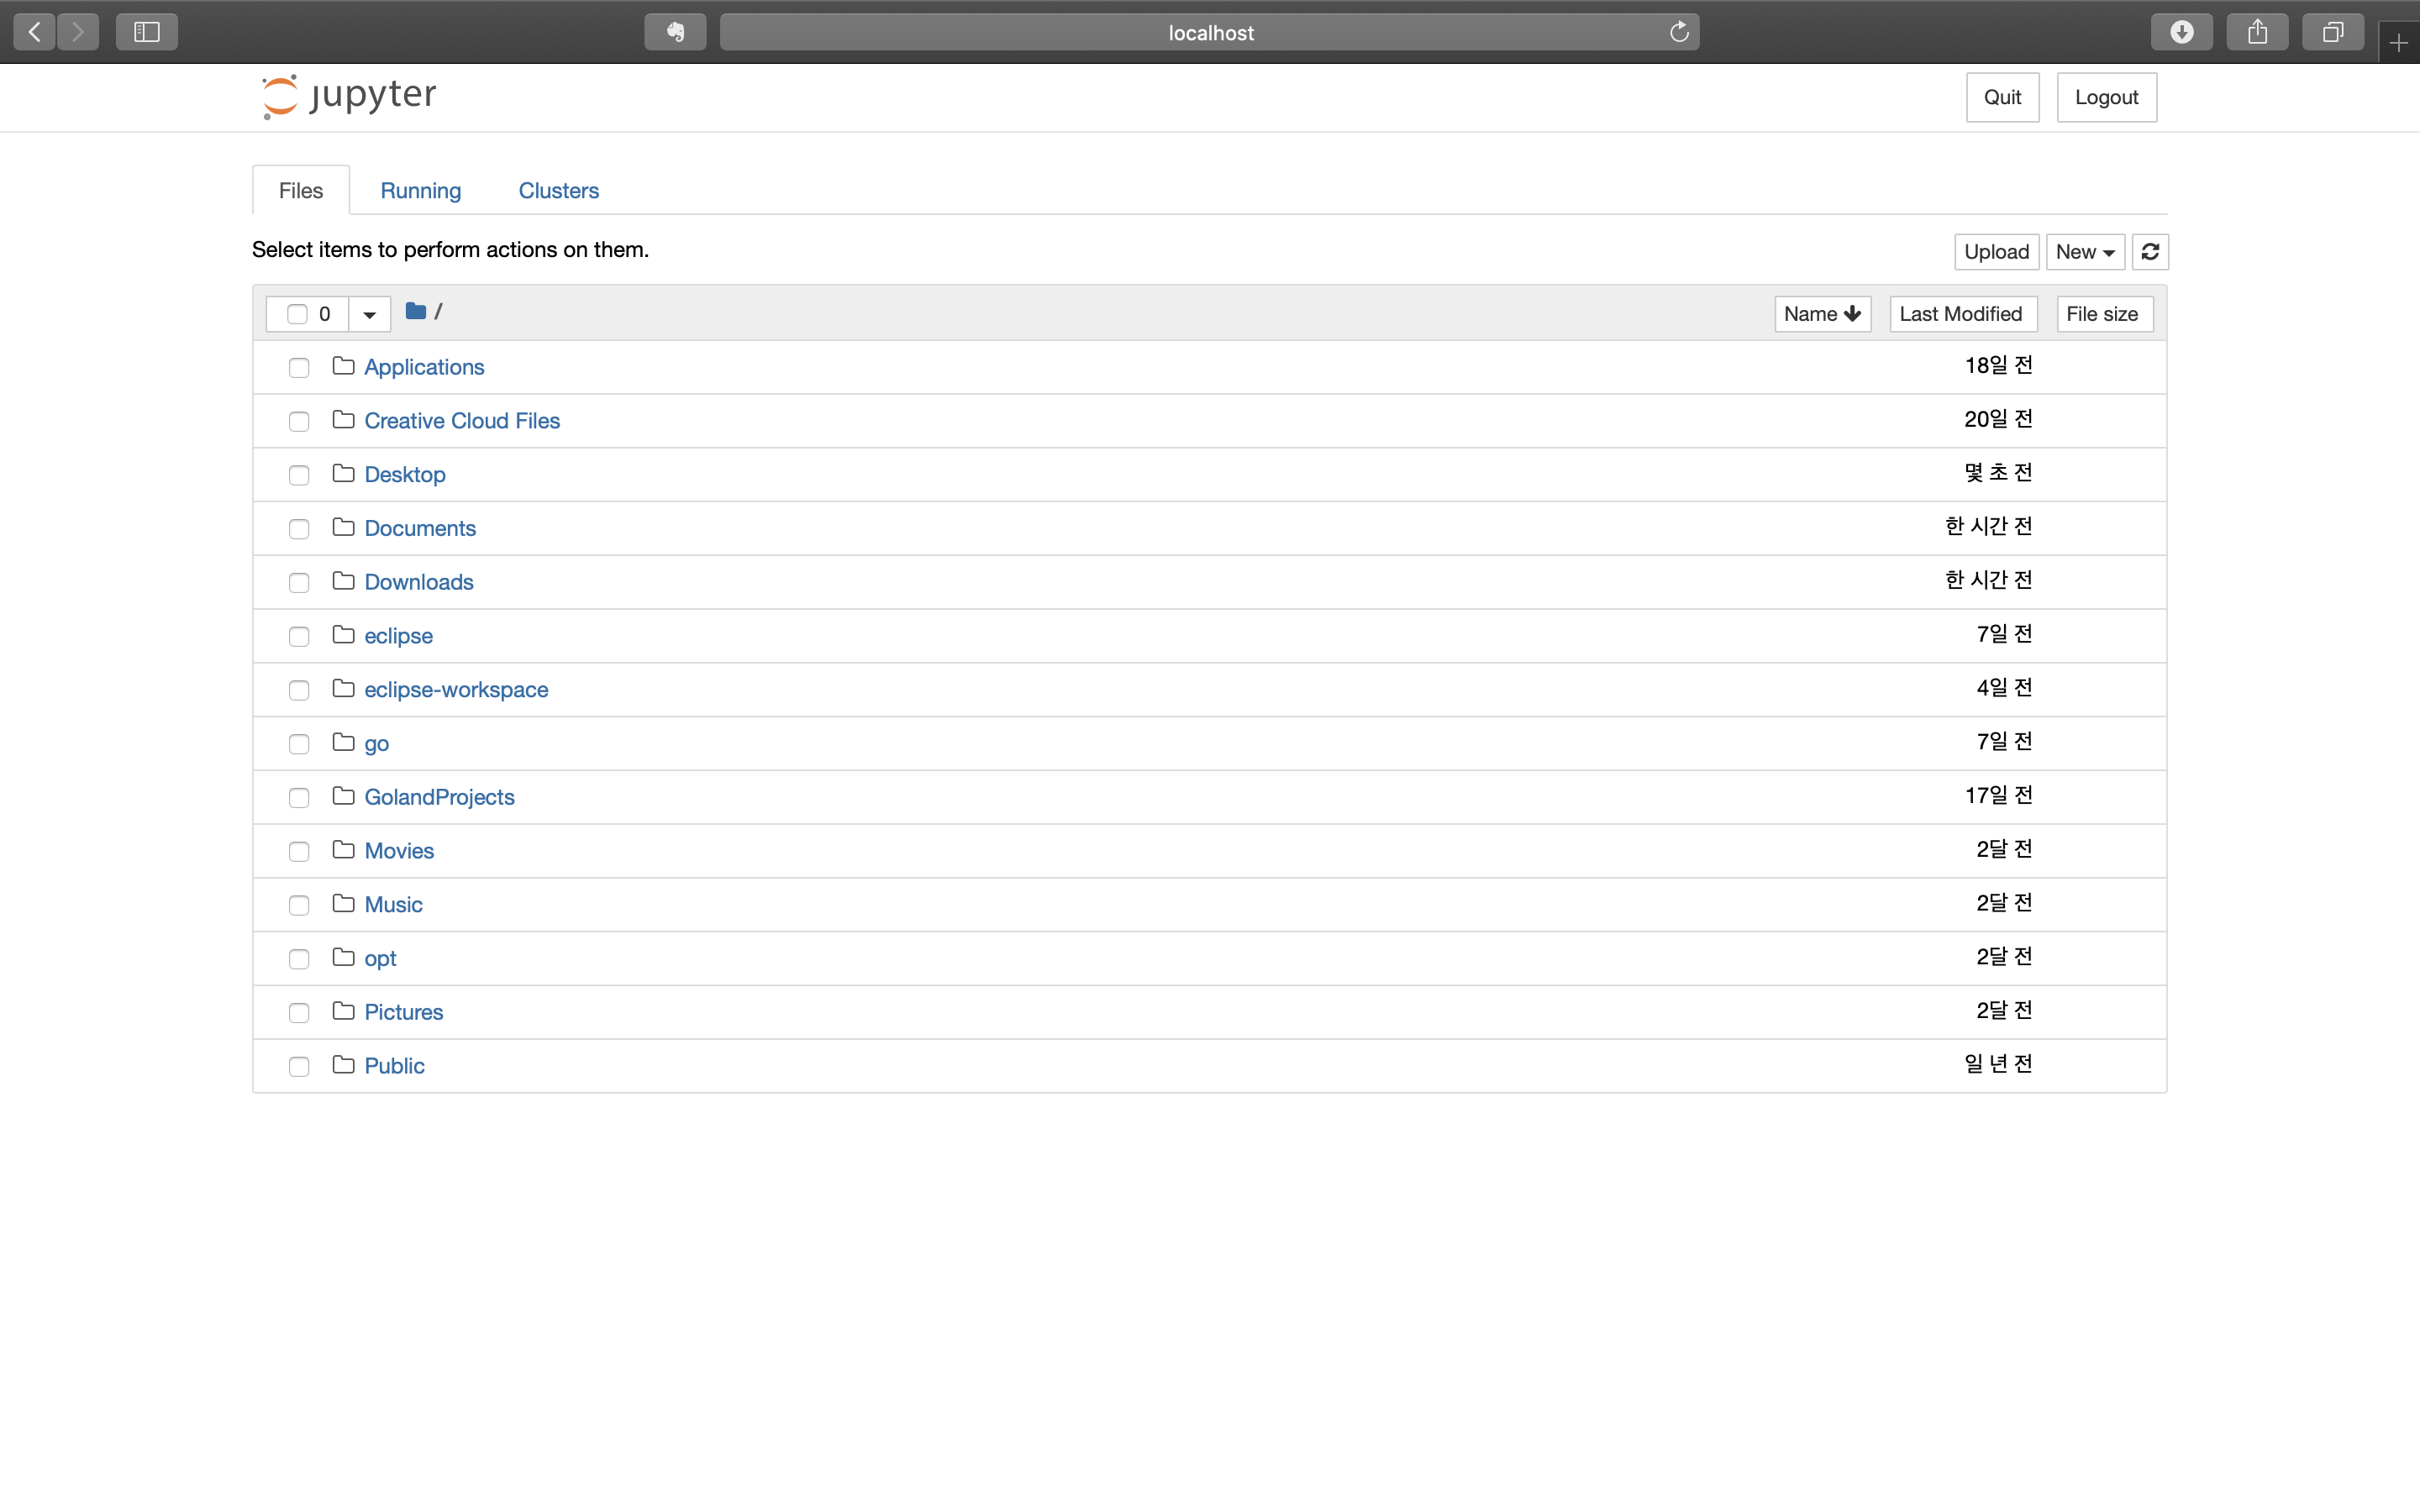 localhost
jupyter
Quit
Logout
Files
Running
Clusters
Select items to perform actions on them.
Upload
New
0
/
Name
Last Modified
File size
Applications
18일 전
Creative Cloud Files
20일 전
Desktop
몇 초 전
Documents
한 시간 전
Downloads
한 시간 전
eclipse
7일 전
eclipse-workspace
4일 전
go
7일 전
GolandProjects
17일 전
Movies
2달 전
Music
2달 전
opt
2달 전
Pictures
2달 전
Public
일 년 전